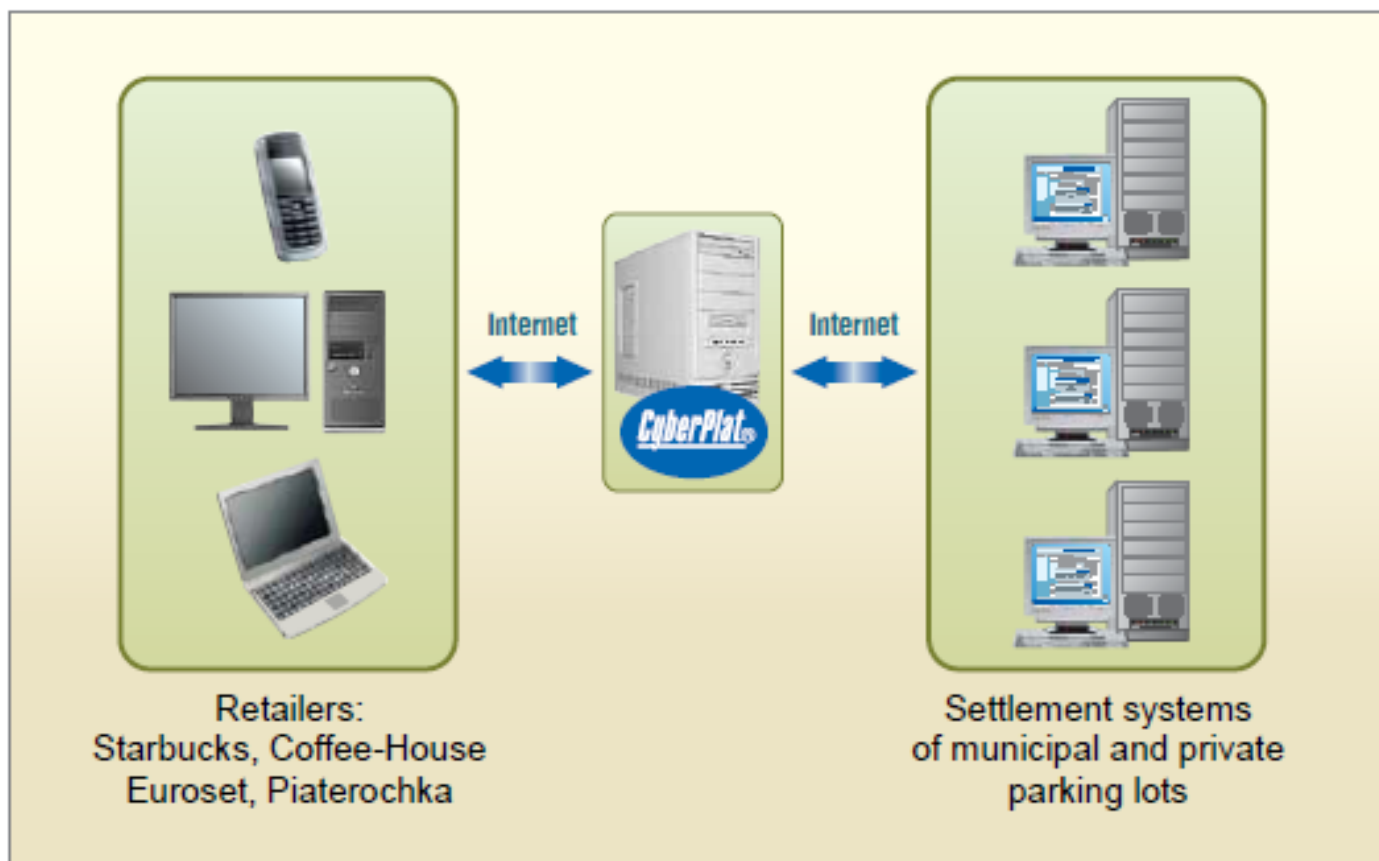 Internet
Internet
CyberPlat®
Retailers:
Starbucks, Coffee-House
Euroset, Piaterochka
Settlement systems
of municipal and private
parking lots